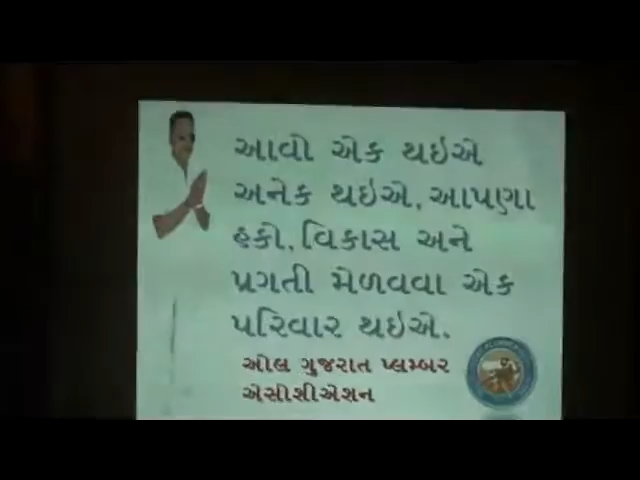 આવો એક થઇએ
અનેક થઇએ, આપણા
હકો, વિકાસ અને
પ્રગતી મેળવવા એક
પરિવાર થઇએ.
ઓલ ગુજરાત પ્લમ્બર
એસોશીએશન